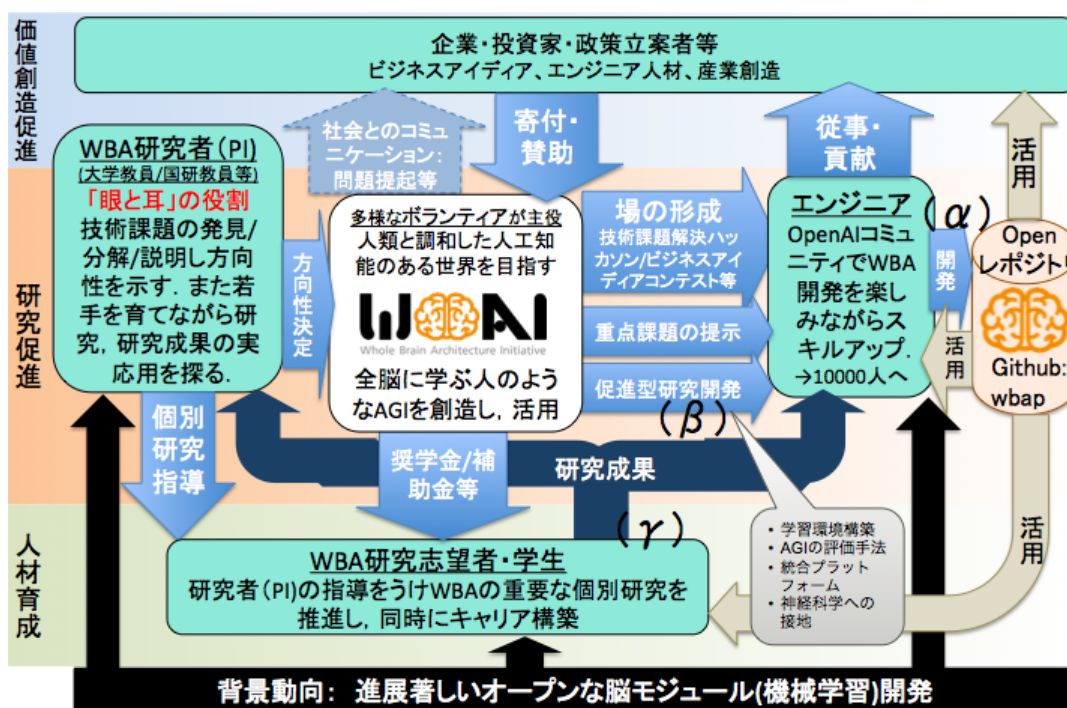 価値創造促進
企業・投資家・政策立案者等
ビジネスアイディア、エンジニア人材、産業創造
社会とのコミュ
ニケーション：
問題提起等
寄付・
賛助
従事・
貢献
活用
研究促進
WBA研究者(PI)
(大学教員/国研教員等)
「眼と耳」の役割
技術課題の発見/
分解/説明し方向
性を示す．また若
手を育てながら研
究，研究成果の実
応用を探る.
方向性決定
多様なボランティアが主役
人類と調和した人工知
能のある世界を目指す
WBAI
Whole Brain Architecture Initiative
全脳に学ぶ人のよう
なAGIを創造し，活用
場の形成
技術課題解決ハッ
カソン/ビジネスアイ
ディアコンテスト等
重点課題の提示
促進型研究開発
(β)
エンジニア
OpenAIコミュ
ニティでWBA
開発を楽し
みながらス
キルアップ.
→10000人へ
(α)
開発
活用
Open
レポジトリ
Github:
wbap
個別
研究
指導
奨学金/補
助金等
研究成果
(γ)
• 学習環境構築
• AGIの評価手法
• 統合プラット
フォーム
• 神経科学への
接地
活用
人材育成
WBA研究志望者・学生
研究者(PI)の指導をうけWBAの重要な個別研究を
推進し，同時にキャリア構築
背景動向： 進展著しいオープンな脳モジュール(機械学習)開発